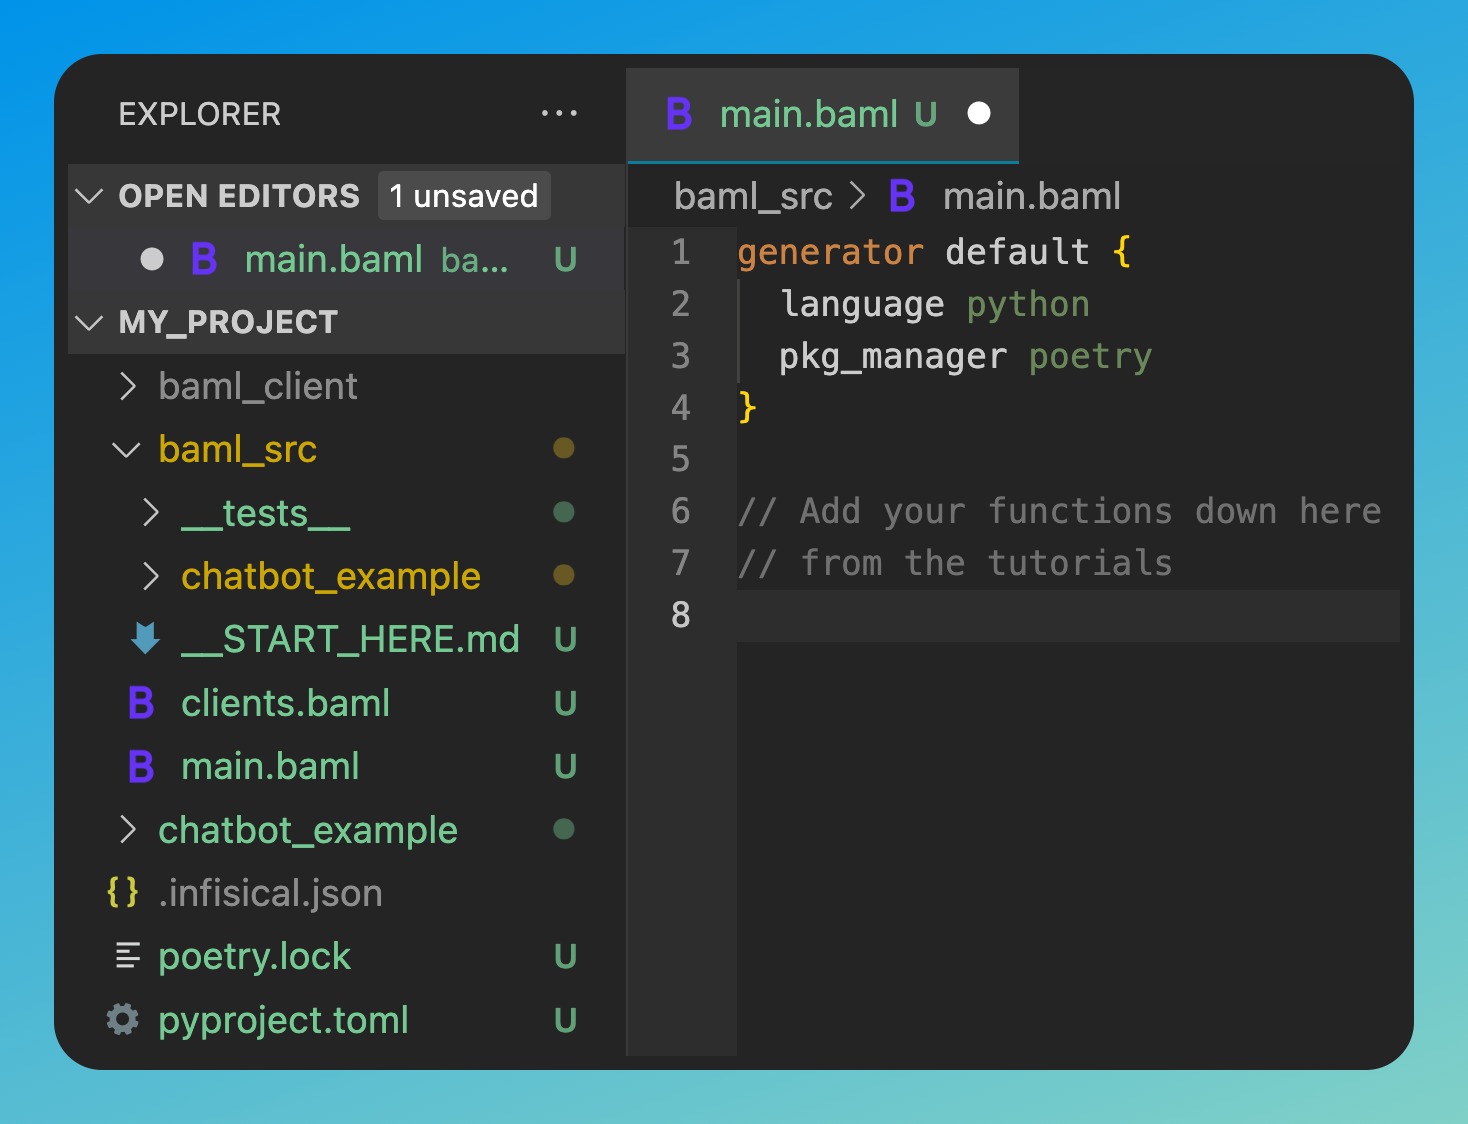 EXPLORER ...
OPEN EDITORS 1 unsaved
B main.baml ba... U
MY_PROJECT
baml_client
baml_src
__tests__
chatbot_example
__START_HERE.md U
B clients.baml U
B main.baml U
chatbot_example
{} .infisical.json
poetry.lock U
pyproject.toml U
B main.baml U
baml_src > B main.baml
1 generator default {
2 language python
3 pkg_manager poetry
4 }
5
6 // Add your functions down here
7 // from the tutorials
8